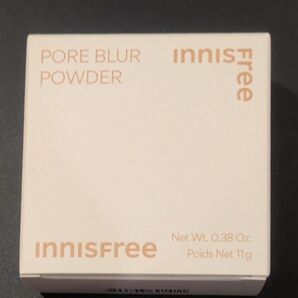 PORE BLUR
POWDER
INNISFree
Net Wt. 0.38 Oz.
Poids Net 11g
INNISFree